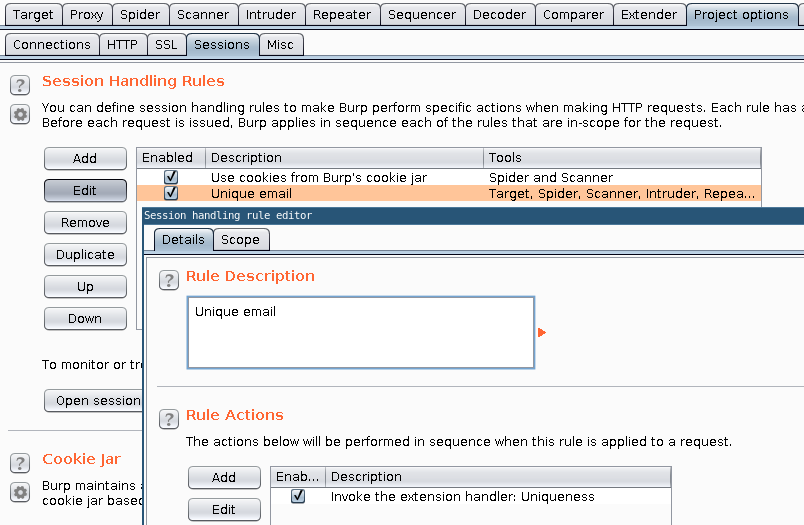 Target Proxy Spider Scanner Intruder Repeater Sequencer Decoder Comparer Extender Project options
Connections HTTP SSL Sessions Misc
? Session Handling Rules
You can define session handling rules to make Burp perform specific actions when making HTTP requests. Each rule has
Before each request is issued, Burp applies in sequence each of the rules that are in-scope for the request.
Add
Edit
Remove
Duplicate
Up
Down
Enabled Description Tools
Use cookies from Burp's cookie jar Spider and Scanner
Unique email Target, Spider, Scanner, Intruder, Repea...
Session handling rule editor
Details Scope
? Rule Description
Unique email
To monitor or tr
Open session
? Rule Actions
The actions below will be performed in sequence when this rule is applied to a request.
Add
Edit
Enab... Description
Invoke the extension handler: Uniqueness
? Cookie Jar
Burp maintains
cookie jar based